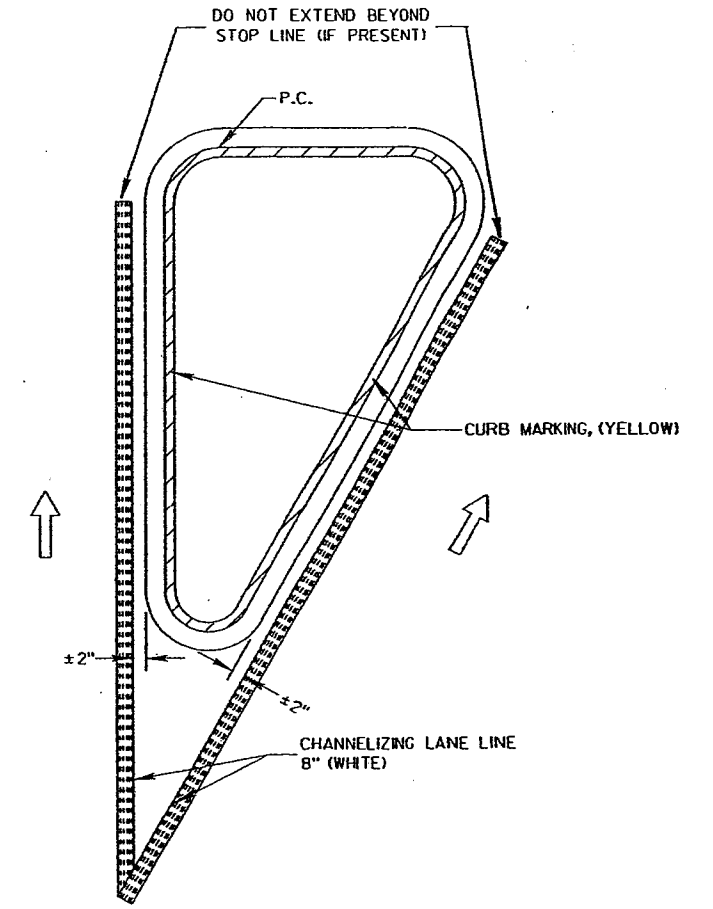 DO NOT EXTEND BEYOND
STOP LINE (IF PRESENT)
P.C.
CURB MARKING, (YELLOW)
±2"
±2"
CHANNELIZING LANE LINE
8" (WHITE)